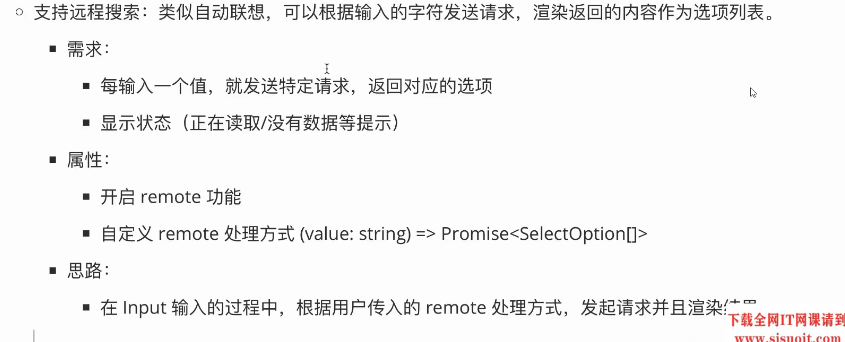 支持远程搜索：类似自动联想，可以根据输入的字符发送请求，渲染返回的内容作为选项列表。
需求：
每输入一个值，就发送特定请求，返回对应的选项
显示状态（正在读取/没有数据等提示）
属性：
开启 remote 功能
自定义 remote 处理方式 (value: string) => Promise<SelectOption[]>
思路：
在 Input 输入的过程中，根据用户传入的 remote 处理方式，发起请求并且渲染
下载全网IT网课请到
www.sisnoit.com